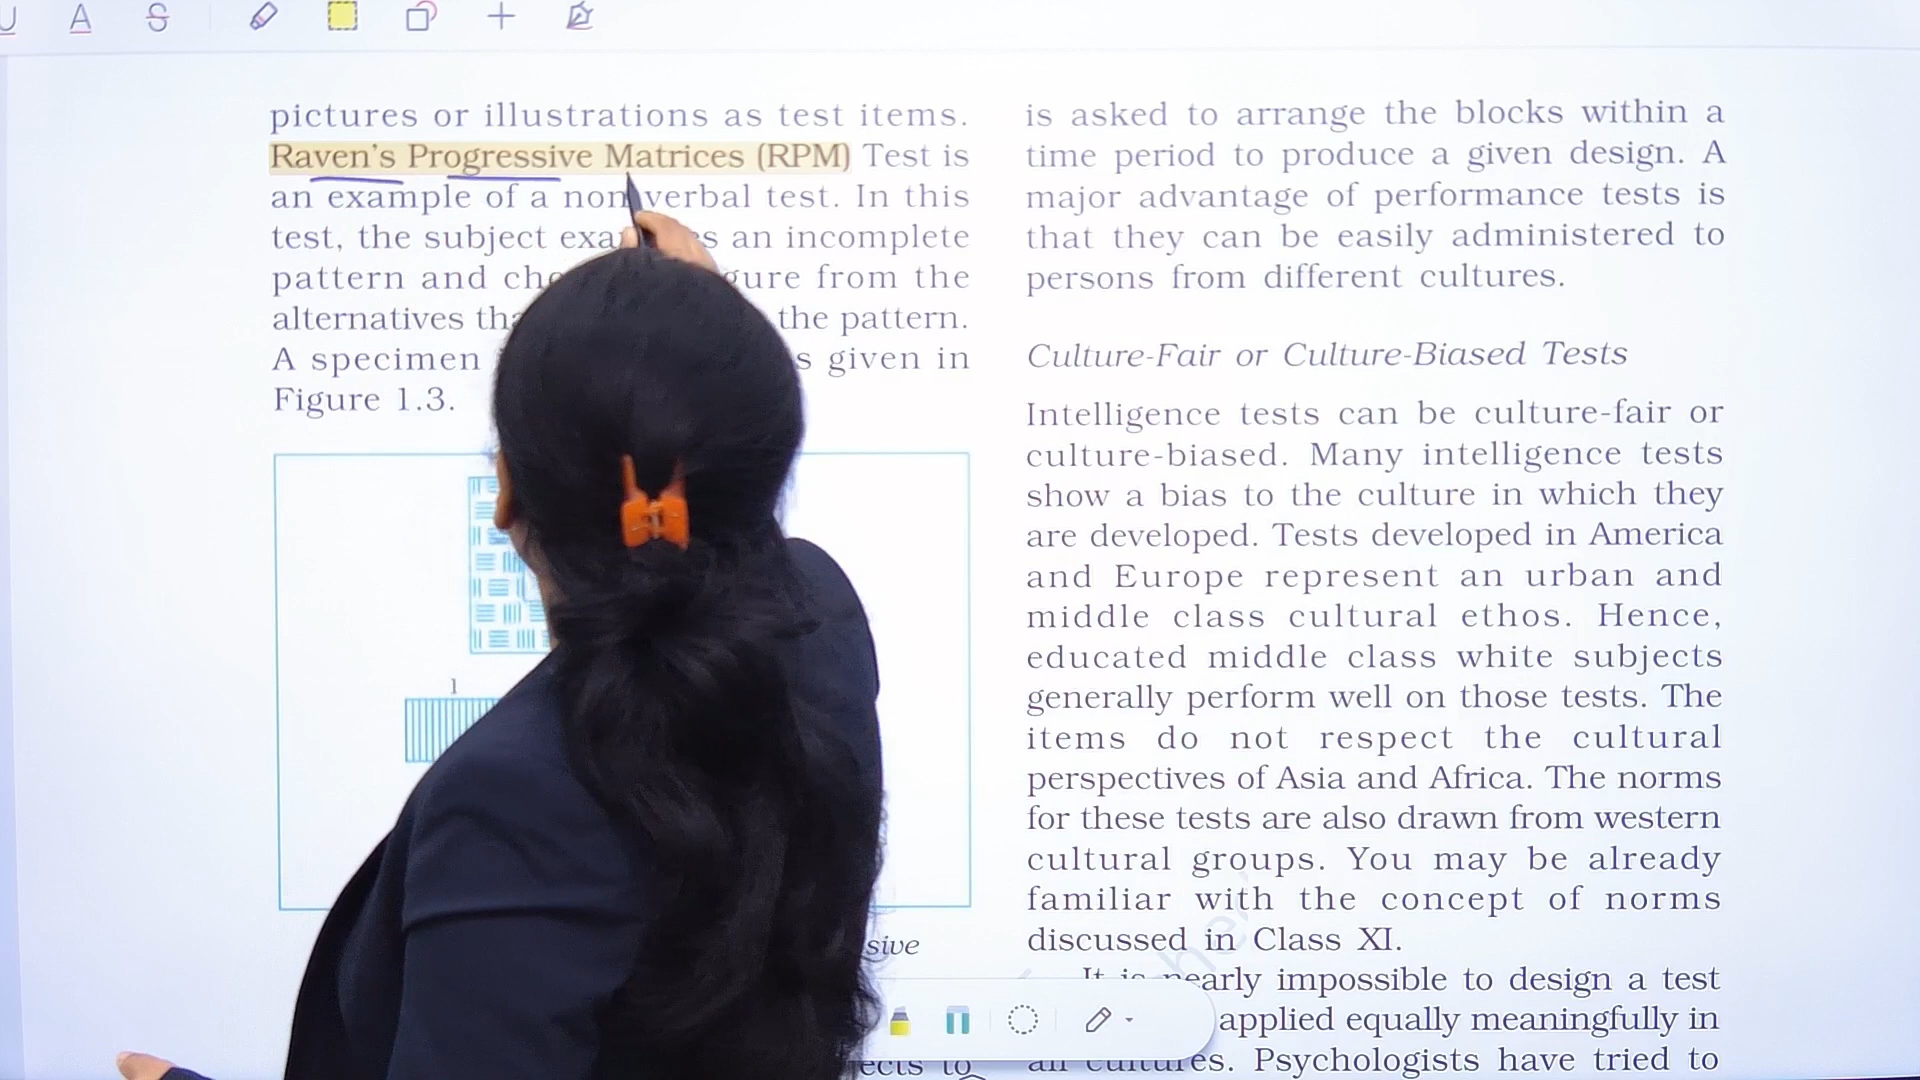 pictures or illustrations as test items.
Raven's Progressive Matrices (RPM) Test is
an example of a non verbal test. In this
test, the subject an incomplete
pattern and from the
alternatives the pattern.
A specimen given in
Figure 1.3.
1
is asked to arrange the blocks within a
time period to produce a given design. A
major advantage of performance tests is
that they can be easily administered to
persons from different cultures.
Culture-Fair or Culture-Biased Tests
Intelligence tests can be culture-fair or
culture-biased. Many intelligence tests
show a bias to the culture in which they
are developed. Tests developed in America
and Europe represent an urban and
middle class cultural ethos. Hence,
educated middle class white subjects
generally perform well on those tests. The
items do not respect the cultural
perspectives of Asia and Africa. The norms
for these tests are also drawn from western
cultural groups. You may be already
familiar with the concept of norms
discussed in Class XI.
It is nearly impossible to design a test
applied equally meaningfully in
all cultures. Psychologists have tried to